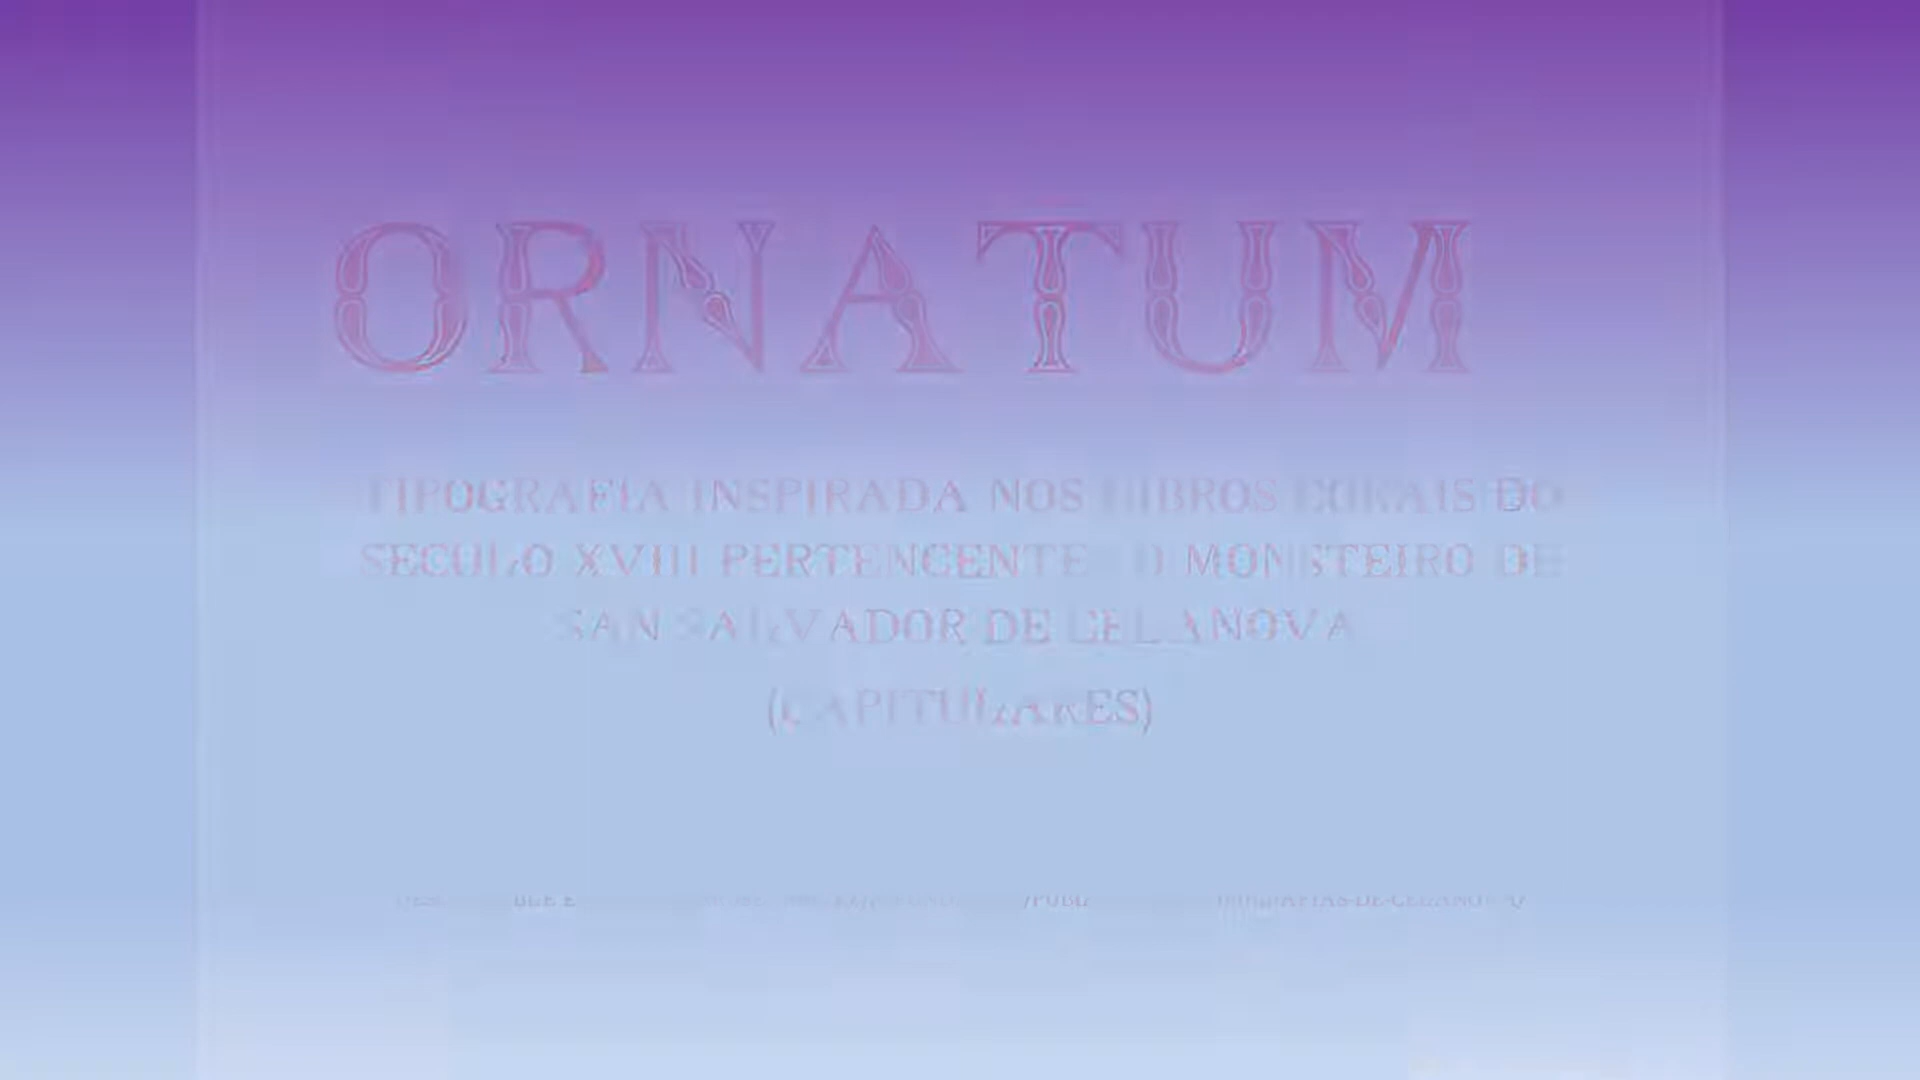 ORNATUM
TIPOGRAFIA INSPIRADA NOS LIBROS CORAIS DO
SECULO XVIII PERTENCENTE MONSTEIRO DE
SAN SALVADOR DE CELANOVA
(CAPITULARES)